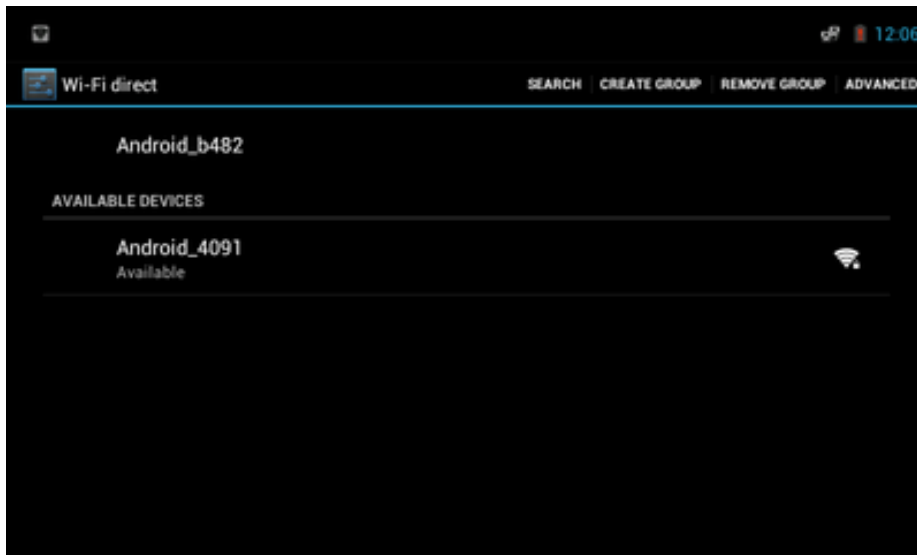 12:06
Wi-Fi direct SEARCH CREATE GROUP REMOVE GROUP ADVANCED
Android_b482
AVAILABLE DEVICES
Android_4091
Available